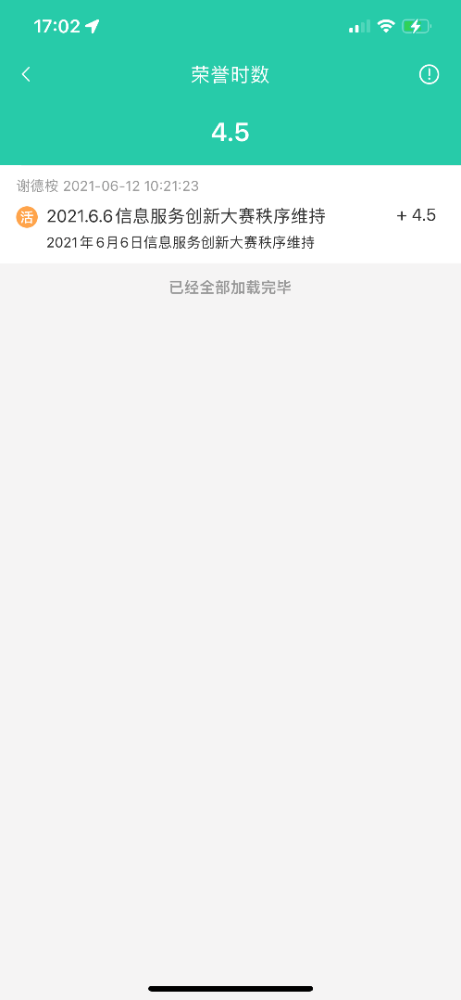 17:02
荣誉时数
4.5
谢德桉 2021-06-12 10:21:23
活 2021.6.6信息服务创新大赛秩序维持 + 4.5
2021年6月6日信息服务创新大赛秩序维持
已经全部加载完毕